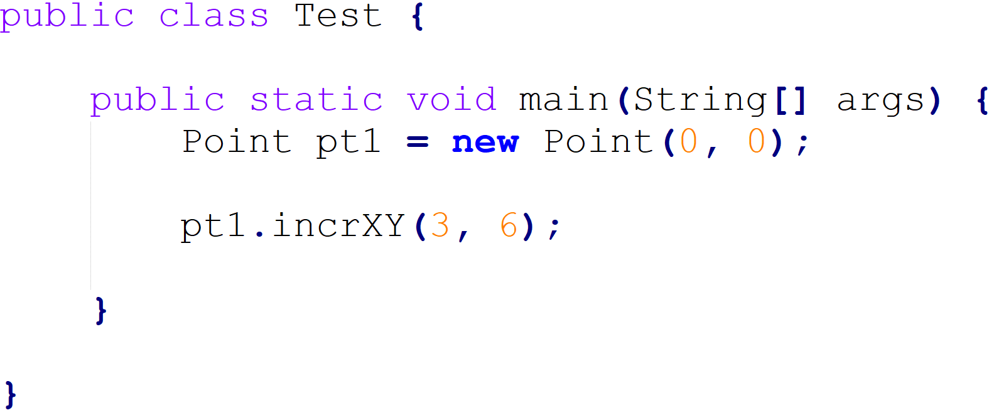 public class Test {
public static void main(String[] args) {
Point pt1 = new Point(0, 0);
pt1.incrXY(3, 6);
}
}